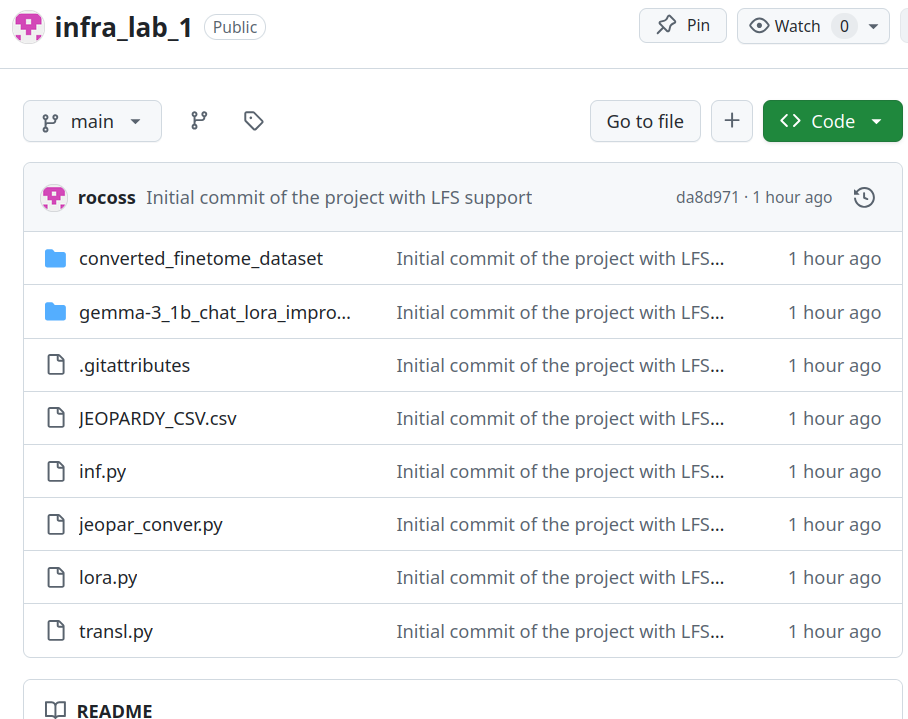 infra_lab_1 Public Pin Watch 0
main Go to file + Code
rocoss Initial commit of the project with LFS support da8d971 · 1 hour ago
converted_finetome_dataset Initial commit of the project with LFS... 1 hour ago
gemma-3_1b_chat_lora_impro... Initial commit of the project with LFS... 1 hour ago
.gitattributes Initial commit of the project with LFS... 1 hour ago
JEOPARDY_CSV.csv Initial commit of the project with LFS... 1 hour ago
inf.py Initial commit of the project with LFS... 1 hour ago
jeopar_conver.py Initial commit of the project with LFS... 1 hour ago
lora.py Initial commit of the project with LFS... 1 hour ago
transl.py Initial commit of the project with LFS... 1 hour ago
README